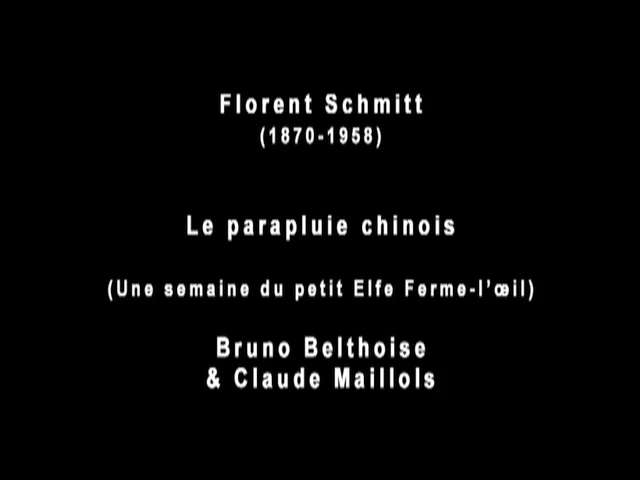 Florent Schmitt
(1870-1958)
Le parapluie chinois
(Une semaine du petit Elfe Ferme-l’œil)
Bruno Belthoise
& Claude Maillols